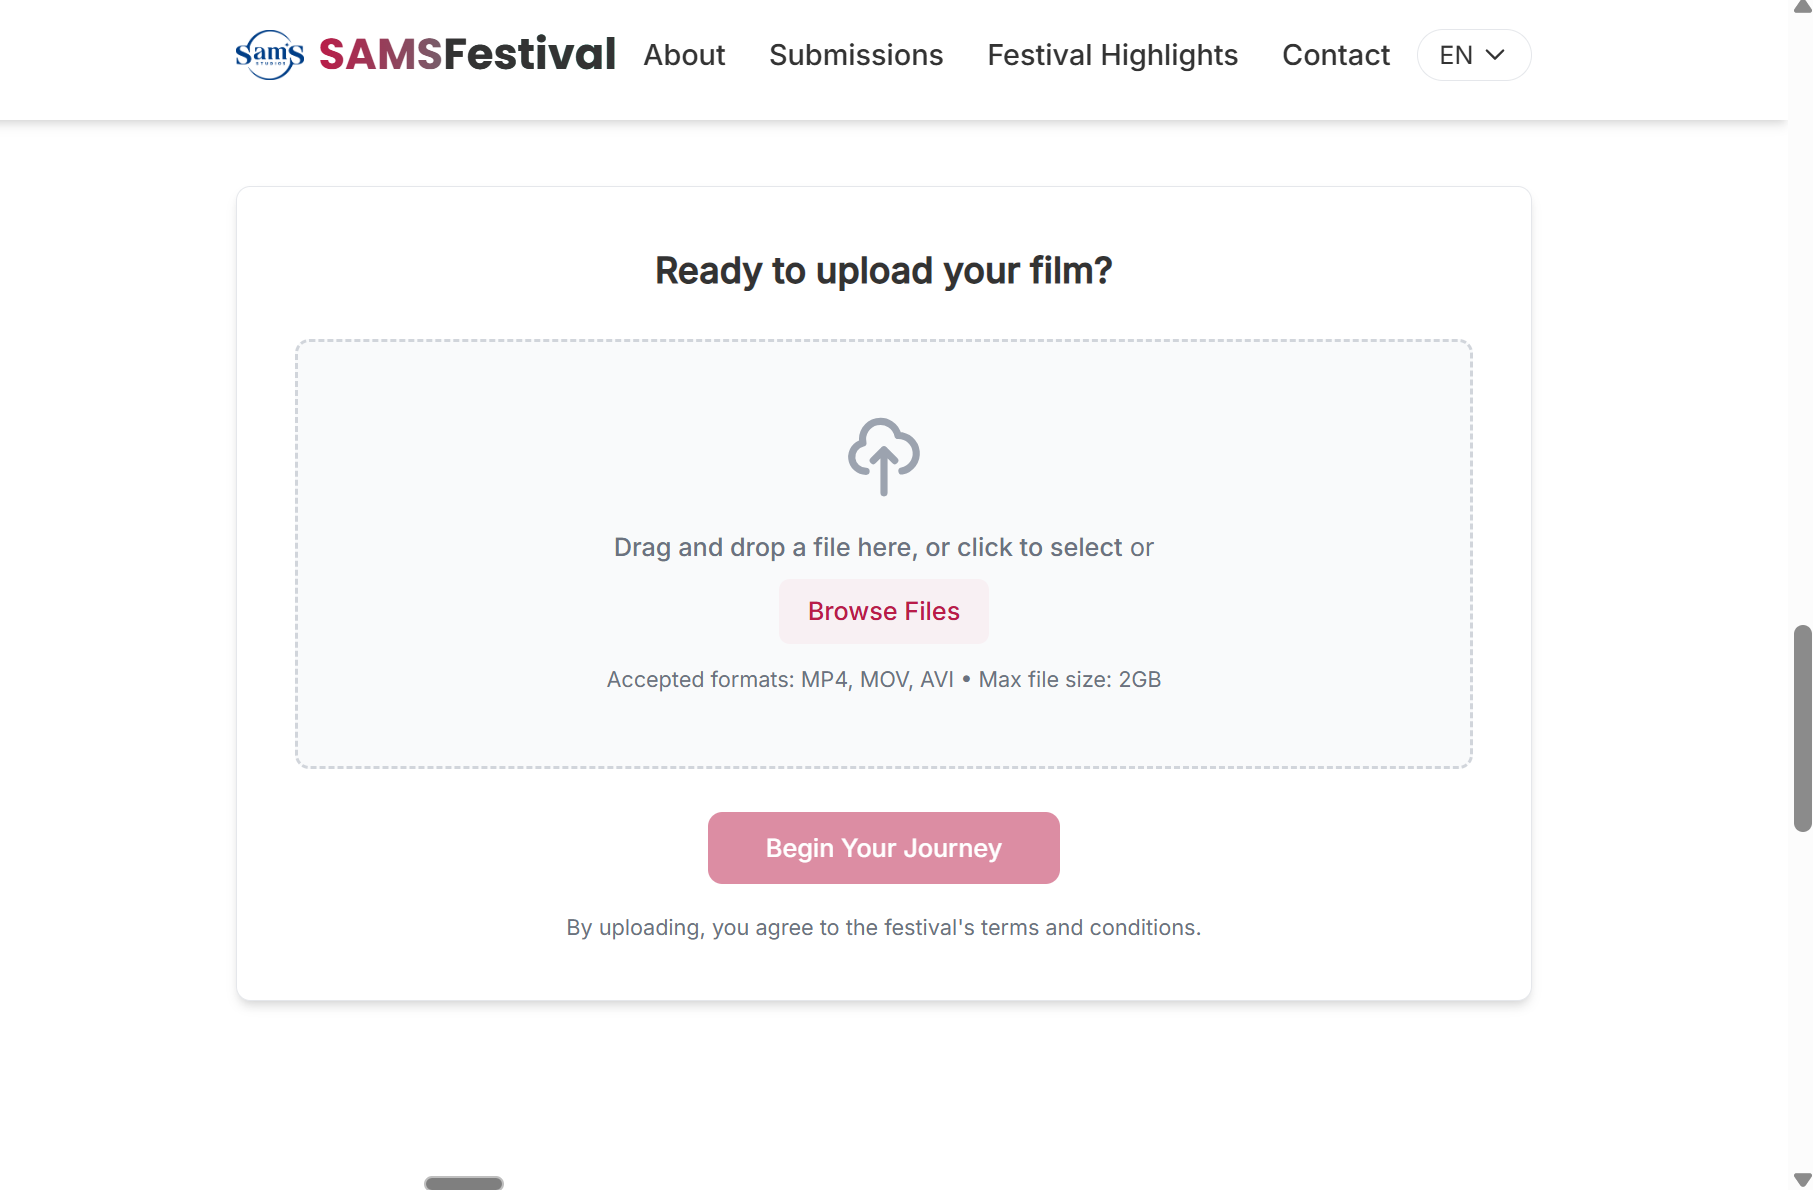 Sam's
STUDIOS
SAMSFestival
About
Submissions
Festival Highlights
Contact
EN
Ready to upload your film?
Drag and drop a file here, or click to select or
Browse Files
Accepted formats: MP4, MOV, AVI • Max file size: 2GB
Begin Your Journey
By uploading, you agree to the festival's terms and conditions.